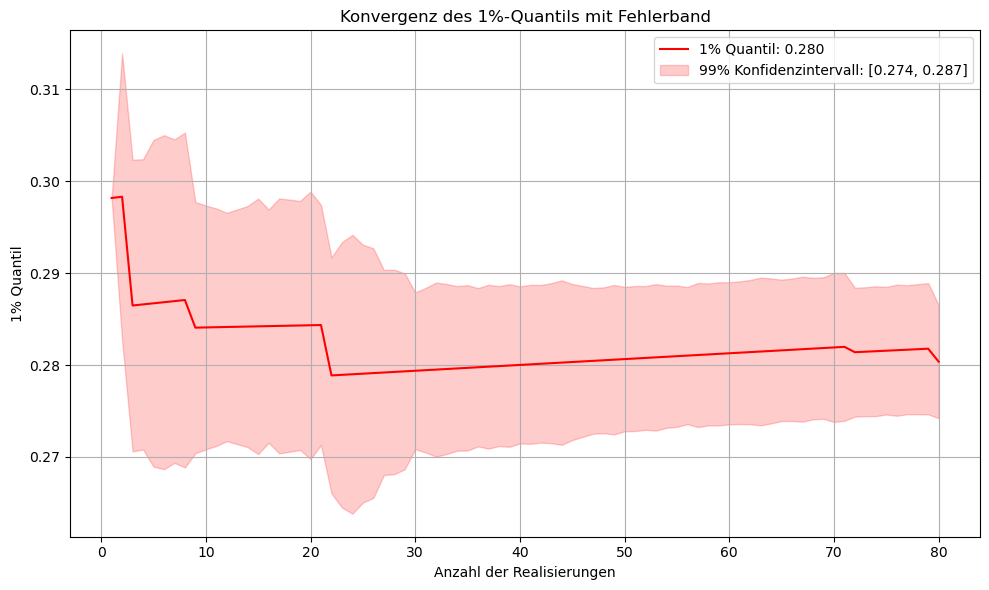 Konvergenz des 1%-Quantils mit Fehlerband
1% Quantil: 0.280
99% Konfidenzintervall: [0.274, 0.287]
1% Quantil
0.31
0.30
0.29
0.28
0.27
0
10
20
30
40
50
60
70
80
Anzahl der Realisierungen